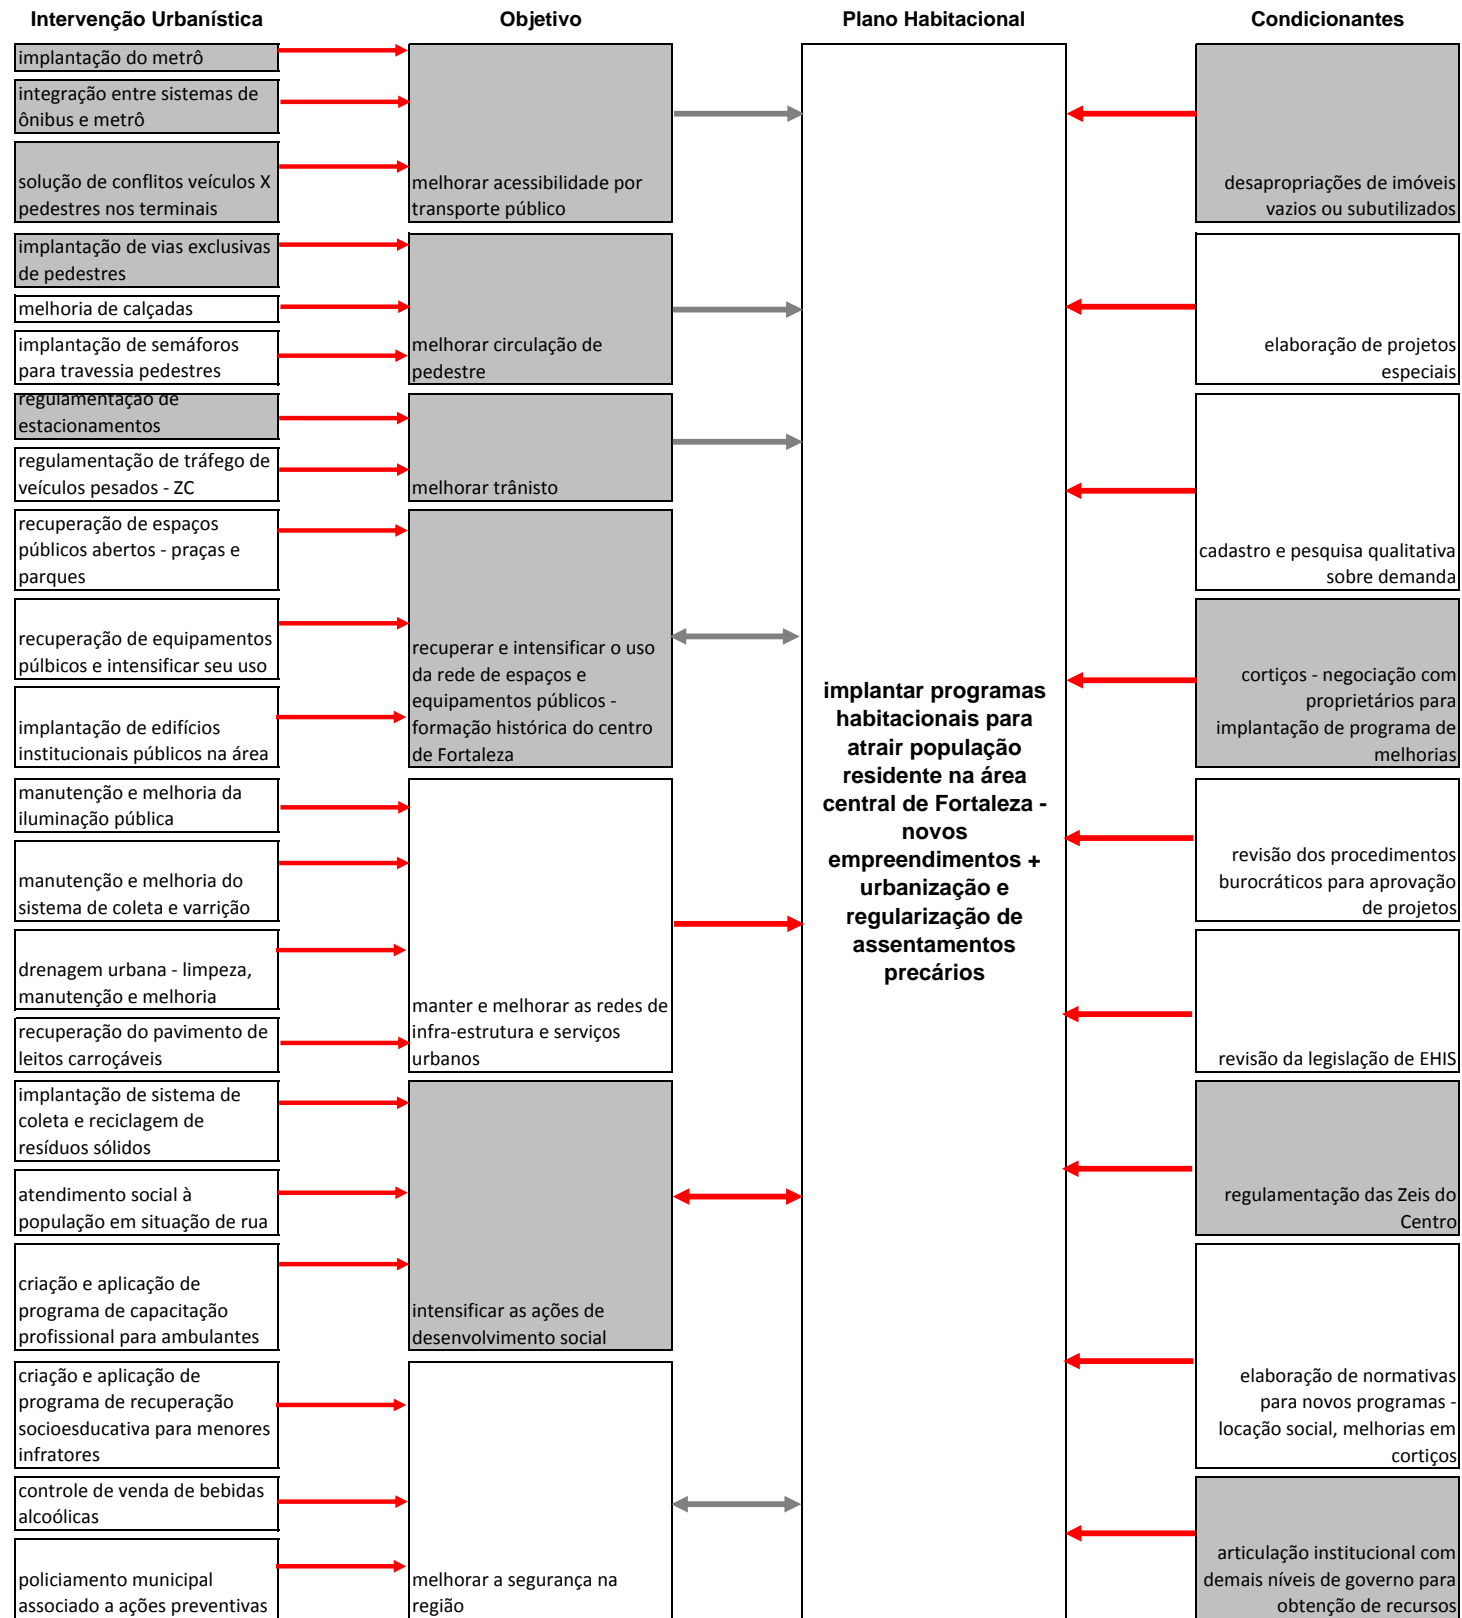 Intervenção Urbanística
Objetivo
Plano Habitacional
Condicionantes
implantação do metrô
integração entre sistemas de
ônibus e metrô
solução de conflitos veículos X
pedestres nos terminais
implantação de vias exclusivas
de pedestres
melhoria de calçadas
implantação de semáforos
para travessia pedestres
regulamentação de
estacionamentos
regulamentação de tráfego de
veículos pesados - ZC
recuperação de espaços
públicos abertos - praças e
parques
recuperação de equipamentos
púlbicos e intensificar seu uso
implantação de edifícios
institucionais públicos na área
manutenção e melhoria da
iluminação pública
manutenção e melhoria do
sistema de coleta e varrição
drenagem urbana - limpeza,
manutenção e melhoria
recuperação do pavimento de
leitos carroçáveis
implantação de sistema de
coleta e reciclagem de
resíduos sólidos
atendimento social à
população em situação de rua
criação e aplicação de
programa de capacitação
profissional para ambulantes
criação e aplicação de
programa de recuperação
socioesducativa para menores
infratores
controle de venda de bebidas
alcoólicas
policiamento municipal
associado a ações preventivas
melhorar acessibilidade por
transporte público
melhorar circulação de
pedestre
melhorar trânisto
recuperar e intensificar o uso
da rede de espaços e
equipamentos públicos -
formação histórica do centro
de Fortaleza
manter e melhorar as redes de
infra-estrutura e serviços
urbanos
intensificar as ações de
desenvolvimento social
melhorar a segurança na
região
implantar programas
habitacionais para
atrair população
residente na área
central de Fortaleza -
novos
empreendimentos +
urbanização e
regularização de
assentamentos
precários
desapropriações de imóveis
vazios ou subutilizados
elaboração de projetos
especiais
cadastro e pesquisa qualitativa
sobre demanda
cortiços - negociação com
proprietários para
implantação de programa de
melhorias
revisão dos procedimentos
burocráticos para aprovação
de projetos
revisão da legislação de EHIS
regulamentação das Zeis do
Centro
elaboração de normativas
para novos programas -
locação social, melhorias em
cortiços
articulação institucional com
demais níveis de governo para
obtenção de recursos